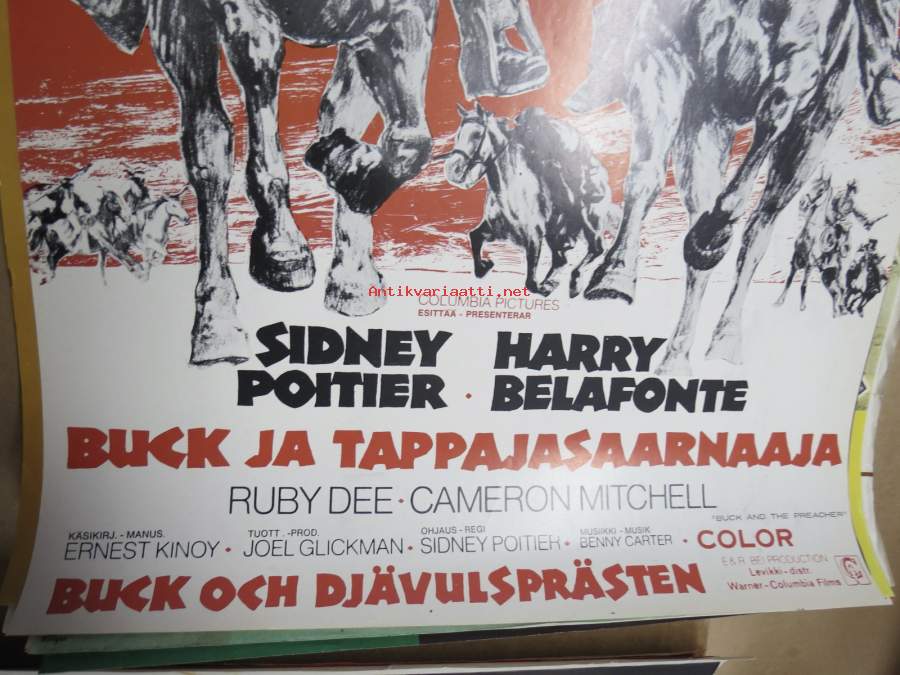 Antikvariaatti.net
COLUMBIA PICTURES
ESITTÄÄ - PRESENTERAR
SIDNEY POITIER · HARRY BELAFONTE
BUCK JA TAPPAJASAARNAAJA
RUBY DEE · CAMERON MITCHELL
"BUCK AND THE PREACHER"
KÄSIKIRJ. - MANUS. TUOTT. - PROD. OHJAUS - REGI MUSIIKKI - MUSIK
ERNEST KINOY · JOEL GLICKMAN · SIDNEY POITIER · BENNY CARTER · COLOR
E & R. BEI PRODUCTION
Levikki - distr.
Warner - Columbia Films
BUCK OCH DJÄVULSPRÄSTEN